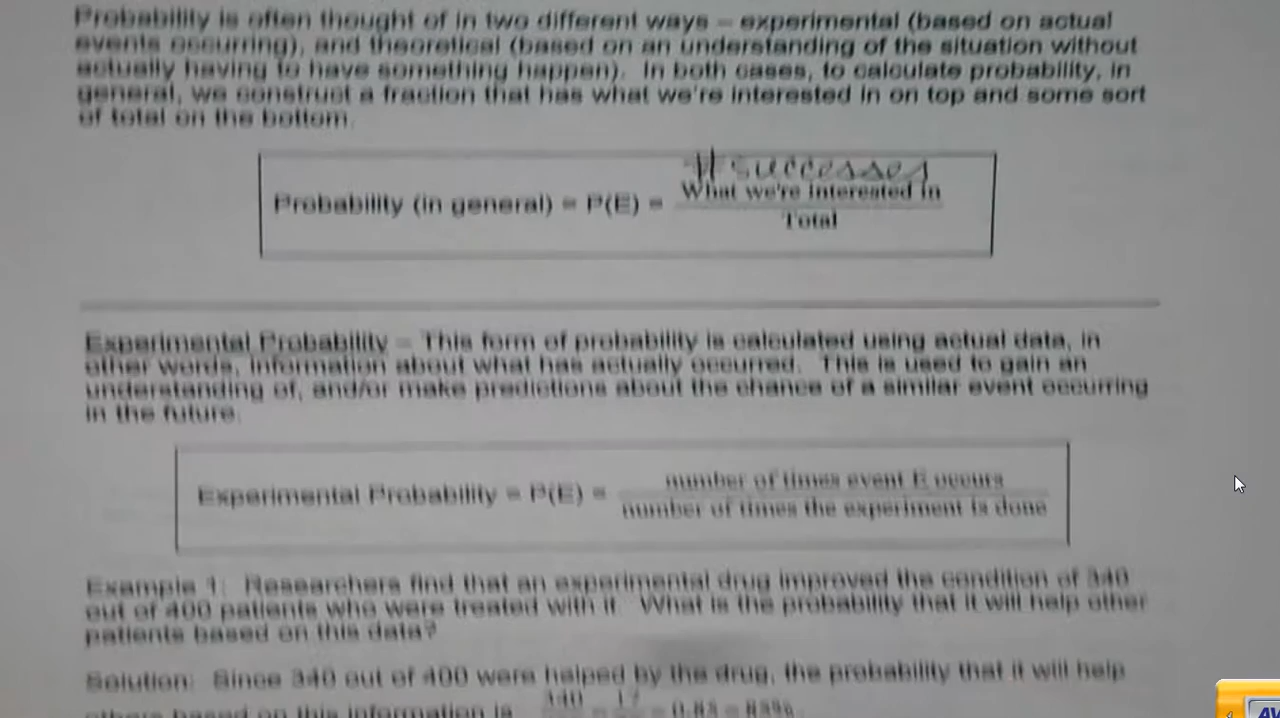 Probability is often thought of in two different ways – experimental (based on actual
events occurring), and theoretical (based on an understanding of the situation without
actually having to have something happen). In both cases, to calculate probability, in
general, we construct a fraction that has what we're interested in on top and some sort
of total on the bottom.
# successes
Probability (in general) = P(E) = What we're interested in
Total
Experimental Probability – This form of probability is calculated using actual data, in
other words, information about what has actually occurred. This is used to gain an
understanding of, and/or make predictions about the chance of a similar event occurring
in the future.
number of times event E occurs
Experimental Probability = P(E) =
number of times the experiment is done
Example 1: Researchers find that an experimental drug improved the condition of 340
out of 400 patients who were treated with it. What is the probability that it will help other
patients based on this data?
Solution: Since 340 out of 400 were helped by the drug, the probability that it will help
340 17
others based on this information is = = 0.85 = 85%
AV